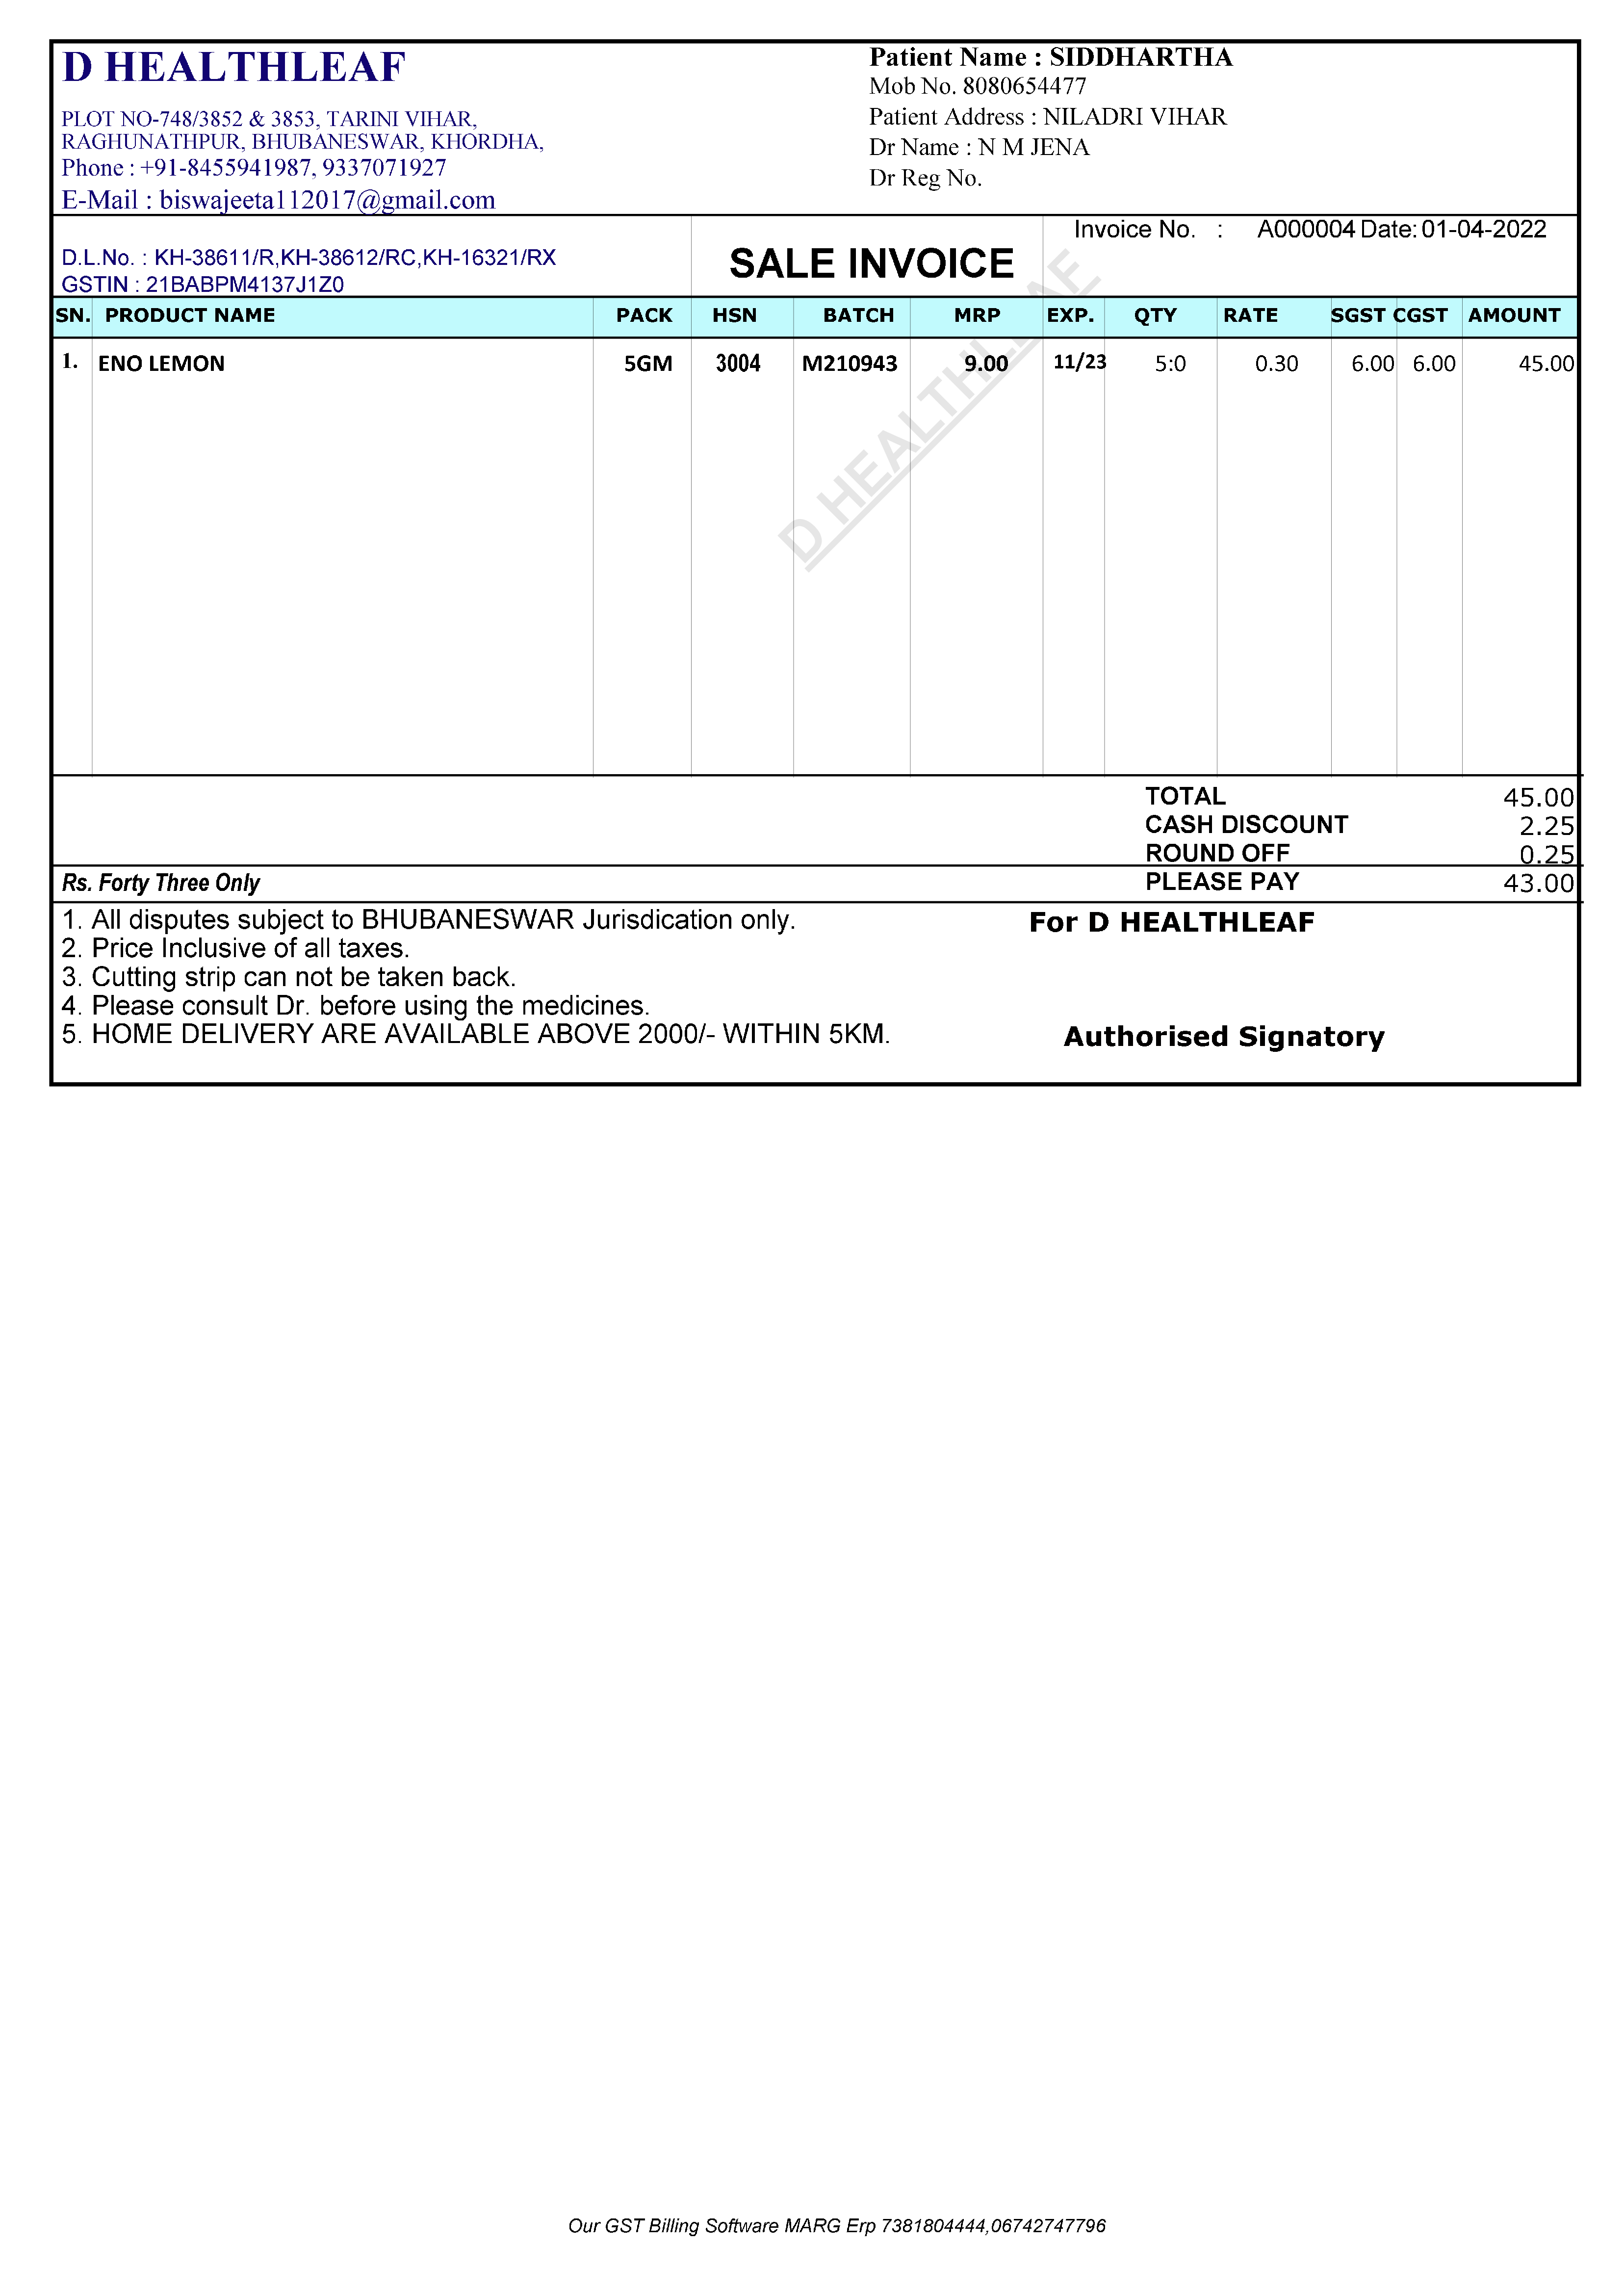 D HEALTHLEAF
PLOT NO-748/3852 & 3853, TARINI VIHAR,
RAGHUNATHPUR, BHUBANESWAR, KHORDHA,
Phone : +91-8455941987, 9337071927
E-Mail : biswajeeta112017@gmail.com
Patient Name : SIDDHARTHA
Mob No. 8080654477
Patient Address : NILADRI VIHAR
Dr Name : N M JENA
Dr Reg No.
D.L.No. : KH-38611/R,KH-38612/RC,KH-16321/RX
GSTIN : 21BABPM4137J1Z0
SALE INVOICE
Invoice No. : A000004 Date: 01-04-2022
SN. PRODUCT NAME PACK HSN BATCH MRP EXP. QTY RATE SGST CGST AMOUNT
1. ENO LEMON 5GM 3004 M210943 9.00 11/23 5:0 0.30 6.00 6.00 45.00
D HEALTHLEAF
TOTAL 45.00
CASH DISCOUNT 2.25
ROUND OFF 0.25
Rs. Forty Three Only PLEASE PAY 43.00
1. All disputes subject to BHUBANESWAR Jurisdication only.
2. Price Inclusive of all taxes.
3. Cutting strip can not be taken back.
4. Please consult Dr. before using the medicines.
5. HOME DELIVERY ARE AVAILABLE ABOVE 2000/- WITHIN 5KM.
For D HEALTHLEAF
Authorised Signatory
Our GST Billing Software MARG Erp 7381804444,06742747796